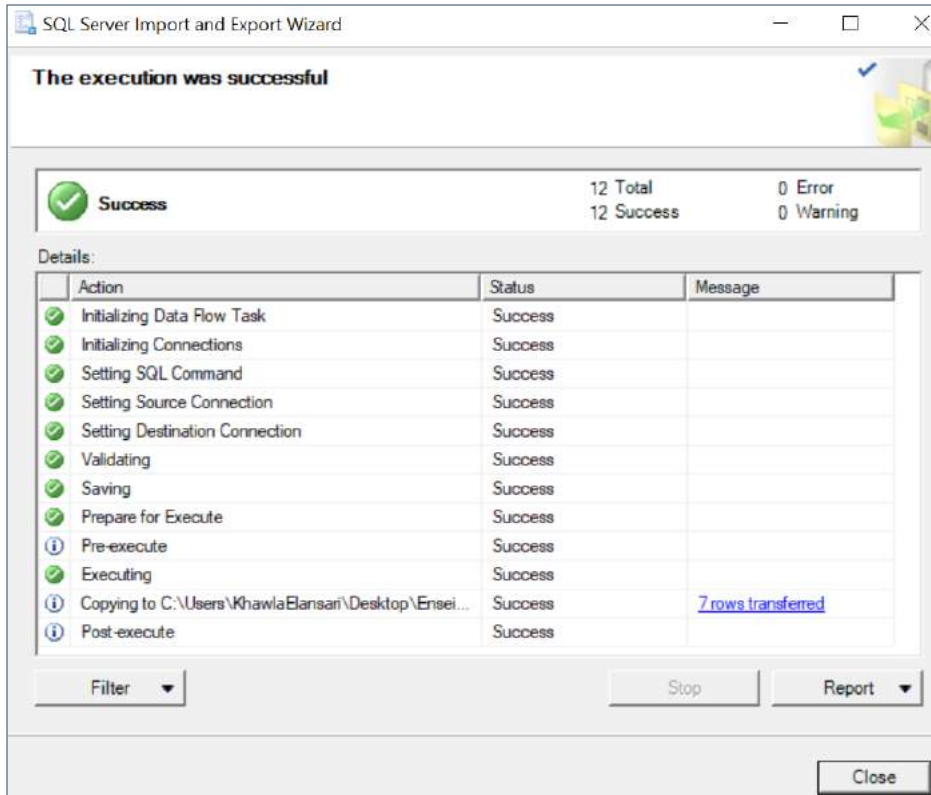 SQL Server Import and Export Wizard
The execution was successful
Success
12 Total 0 Error
12 Success 0 Warning
Details:
Action Status Message
Initializing Data Flow Task Success
Initializing Connections Success
Setting SQL Command Success
Setting Source Connection Success
Setting Destination Connection Success
Validating Success
Saving Success
Prepare for Execute Success
Pre-execute Success
Executing Success
Copying to C:\Users\KhawlaElansari\Desktop\Ensei... Success 7 rows transferred
Post-execute Success
Filter Stop Report
Close